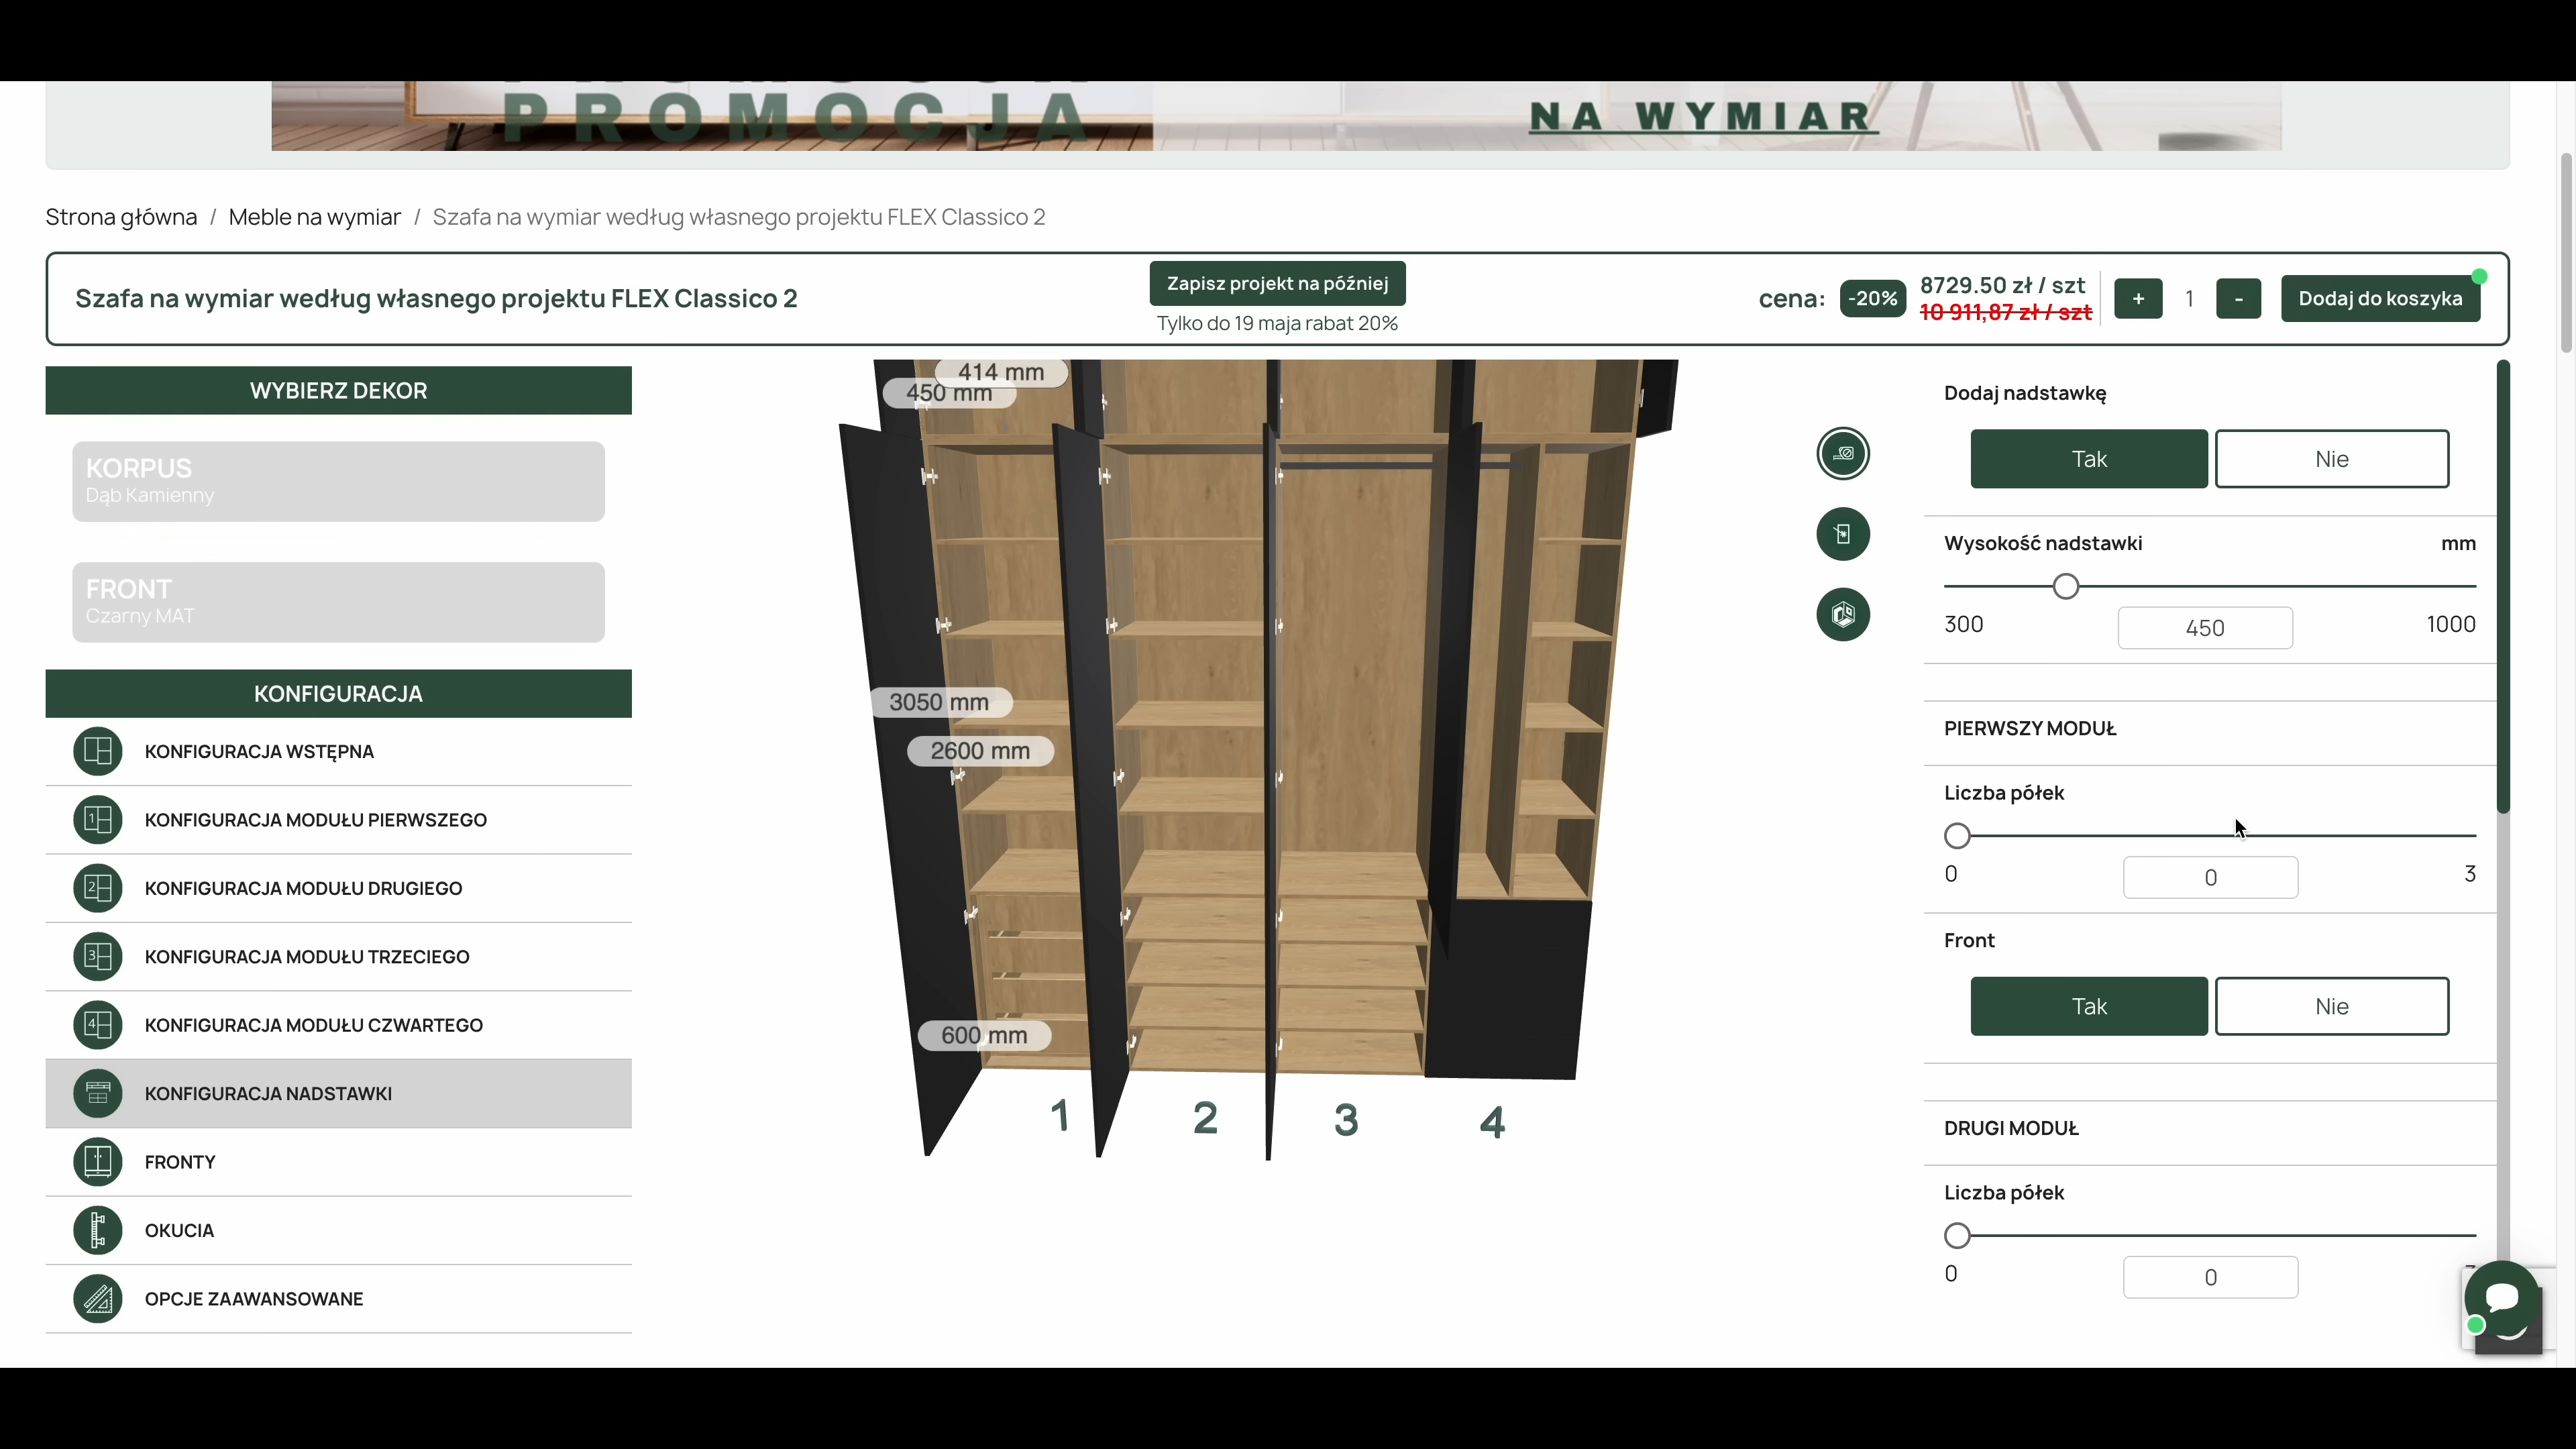 PROMOCJA
NA WYMIAR
Strona główna / Meble na wymiar / Szafa na wymiar według własnego projektu FLEX Classico 2
Szafa na wymiar według własnego projektu FLEX Classico 2
Zapisz projekt na później
Tylko do 19 maja rabat 20%
cena: -20% 8729.50 zł / szt
10 911,87 zł / szt
+ 1 -
Dodaj do koszyka
WYBIERZ DEKOR
KORPUS
Dąb Kamienny
FRONT
Czarny MAT
KONFIGURACJA
KONFIGURACJA WSTĘPNA
1 KONFIGURACJA MODUŁU PIERWSZEGO
2 KONFIGURACJA MODUŁU DRUGIEGO
3 KONFIGURACJA MODUŁU TRZECIEGO
4 KONFIGURACJA MODUŁU CZWARTEGO
KONFIGURACJA NADSTAWKI
FRONTY
OKUCIA
OPCJE ZAAWANSOWANE
414 mm
450 mm
3050 mm
2600 mm
600 mm
1 2 3 4
Dodaj nadstawkę
Tak Nie
Wysokość nadstawki mm
300 450 1000
PIERWSZY MODUŁ
Liczba półek
0 0 3
Front
Tak Nie
DRUGI MODUŁ
Liczba półek
0 0